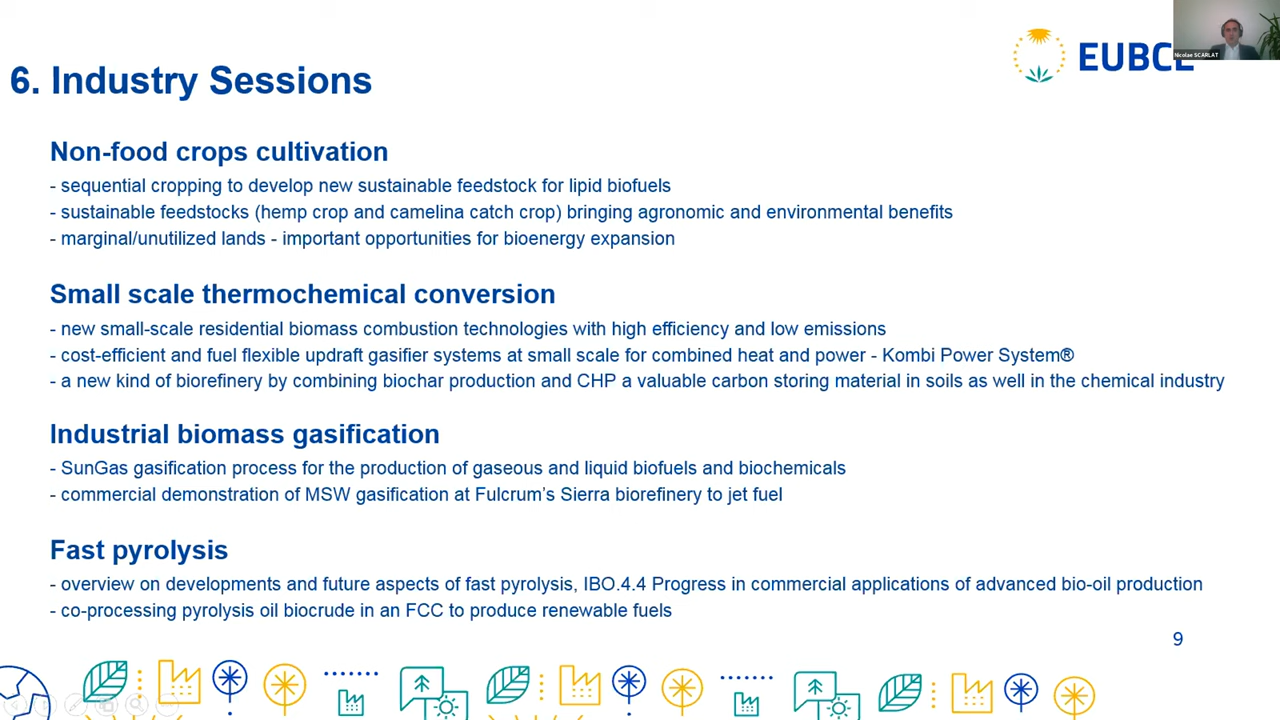 Nicolae SCARLAT
EUBCE
6. Industry Sessions
Non-food crops cultivation
- sequential cropping to develop new sustainable feedstock for lipid biofuels
- sustainable feedstocks (hemp crop and camelina catch crop) bringing agronomic and environmental benefits
- marginal/unutilized lands - important opportunities for bioenergy expansion
Small scale thermochemical conversion
- new small-scale residential biomass combustion technologies with high efficiency and low emissions
- cost-efficient and fuel flexible updraft gasifier systems at small scale for combined heat and power - Kombi Power System®
- a new kind of biorefinery by combining biochar production and CHP a valuable carbon storing material in soils as well in the chemical industry
Industrial biomass gasification
- SunGas gasification process for the production of gaseous and liquid biofuels and biochemicals
- commercial demonstration of MSW gasification at Fulcrum's Sierra biorefinery to jet fuel
Fast pyrolysis
- overview on developments and future aspects of fast pyrolysis, IBO.4.4 Progress in commercial applications of advanced bio-oil production
- co-processing pyrolysis oil biocrude in an FCC to produce renewable fuels
9